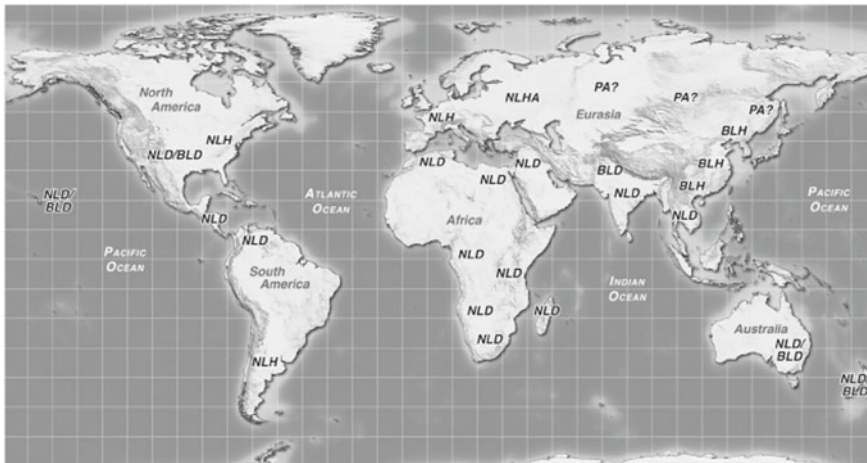 North
America
NLH
NLD/BLD
NLD/
BLD
NLD
PACIFIC
OCEAN
NLD
South
America
NLH
ATLANTIC
OCEAN
NLH
NLHA
PA?
Eurasia
PA?
PA?
BLH
NLD
NLD
NLD
BLD
NLD
BLH
BLH
NLD
PACIFIC
OCEAN
Africa
NLD
NLD
NLD
NLD
NLD
INDIAN
OCEAN
Australia
NLD/
BLD
NLD/
BLD